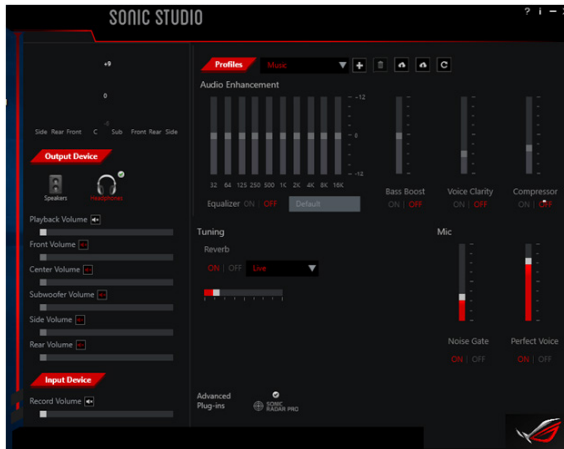 SONIC STUDIO
? i
+9
0
Side Rear Front C Sub Front Rear Side
Output Device
Speakers Headphones
Playback Volume
Front Volume
Center Volume
Subwoofer Volume
Side Volume
Rear Volume
Input Device
Record Volume
Profiles Music
Audio Enhancement
+12
0
-12
32 64 125 250 500 1K 2K 4K 8K 16K
Equalizer ON | OFF Default
Bass Boost Voice Clarity Compressor
ON | OFF ON | OFF ON | OFF
Tuning
Reverb
ON | OFF Live
Mic
Noise Gate Perfect Voice
ON | OFF ON | OFF
Advanced
Plug-ins
SONIC
RADAR PRO